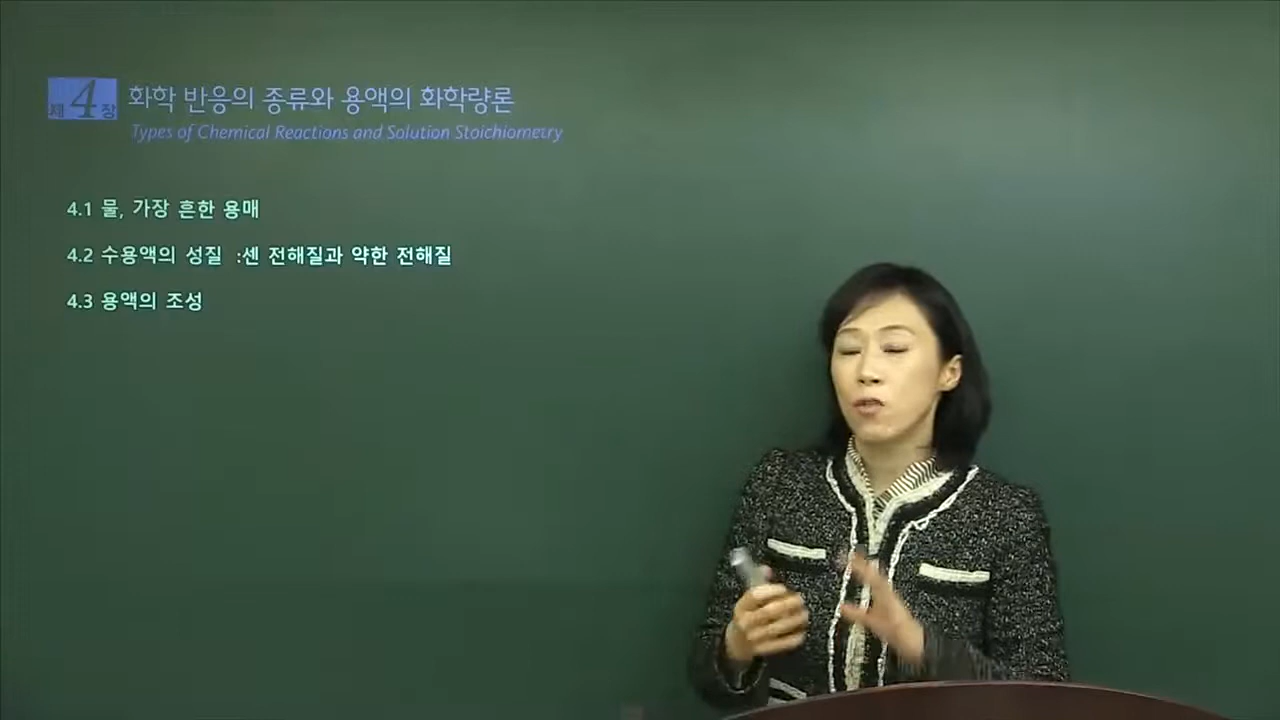 제4장 화학 반응의 종류와 용액의 화학량론
Types of Chemical Reactions and Solution Stoichiometry
4.1 물, 가장 흔한 용매
4.2 수용액의 성질 :센 전해질과 약한 전해질
4.3 용액의 조성